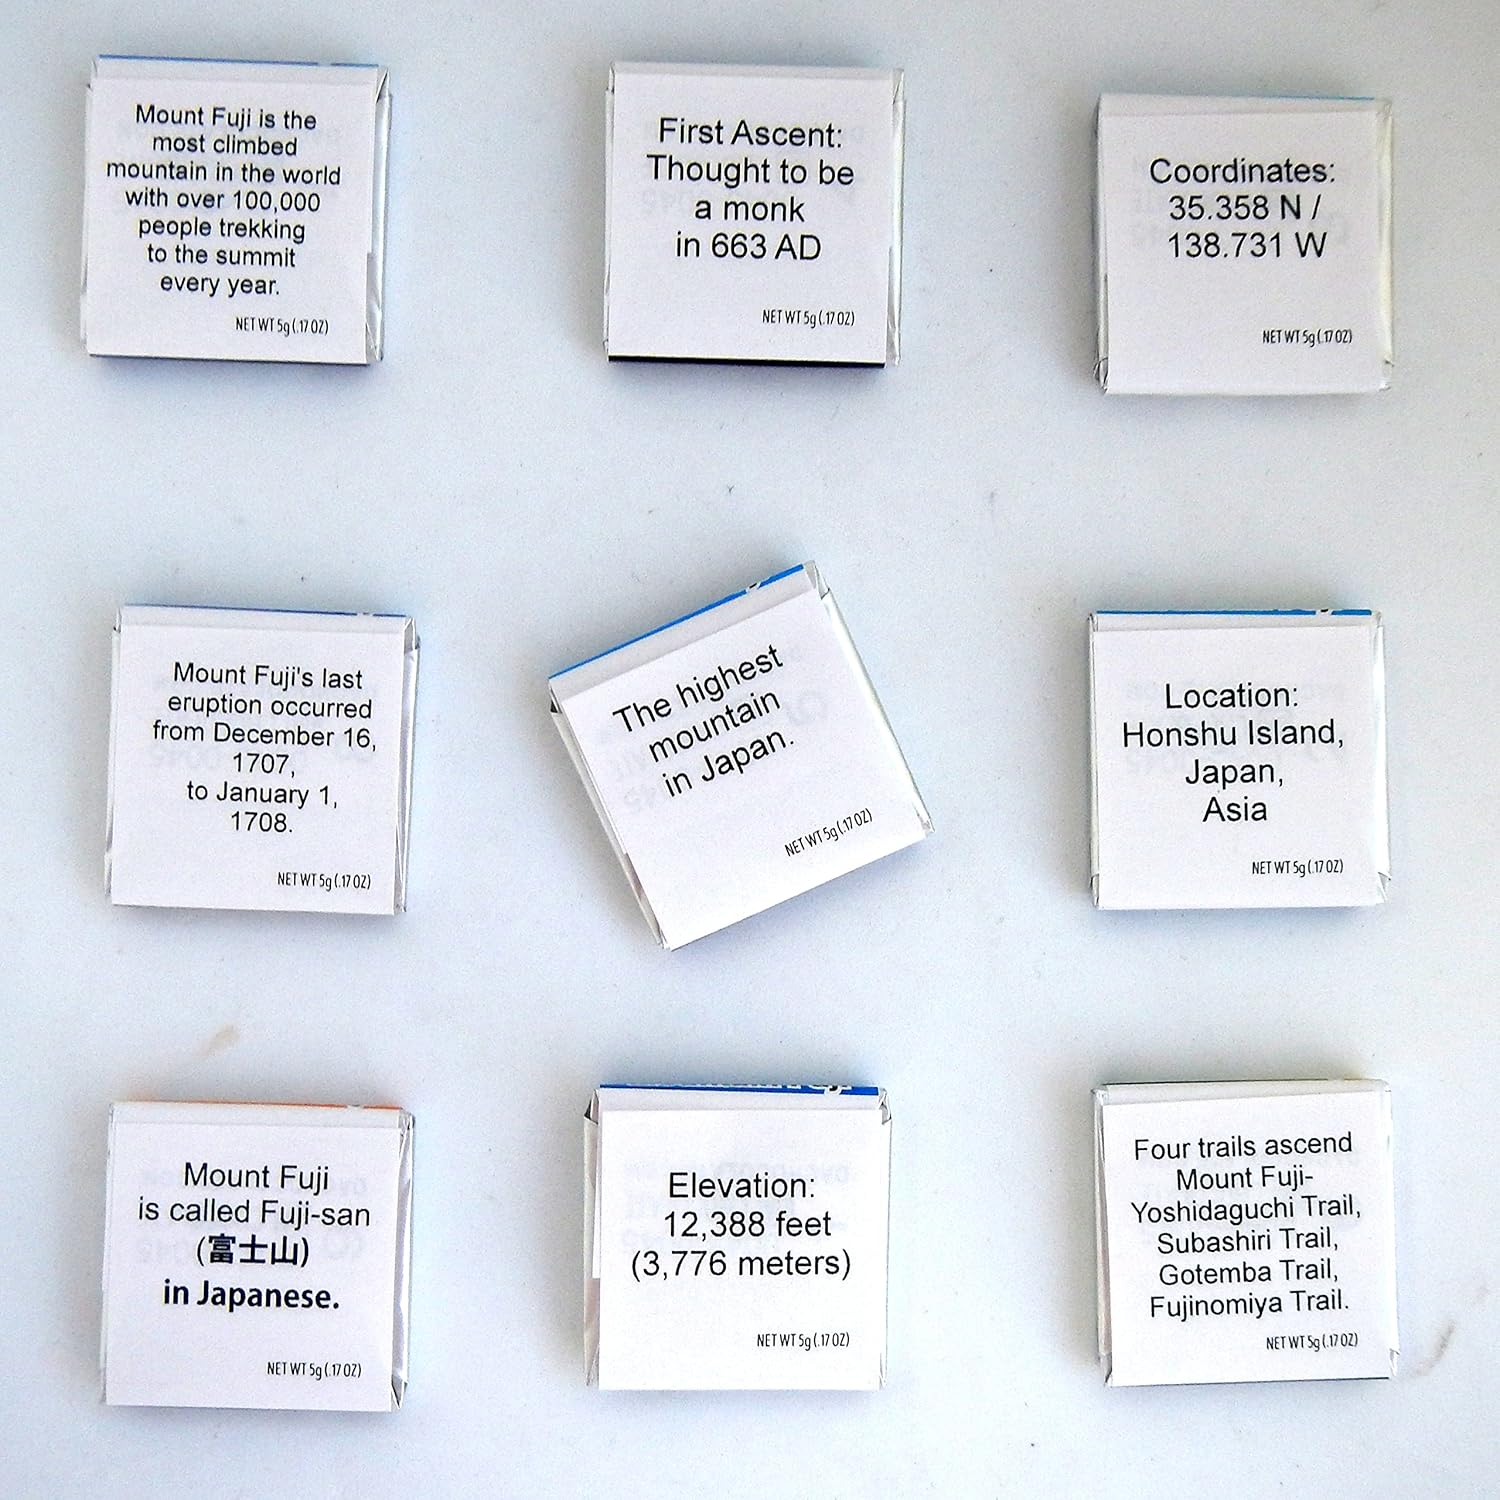 Mount Fuji is the
most climbed
mountain in the world
with over 100,000
people trekking
to the summit
every year.
NET WT 5g (.17 OZ)
First Ascent:
Thought to be
a monk
in 663 AD
NET WT 5g (.17 OZ)
Coordinates:
35.358 N /
138.731 W
NET WT 5g (.17 OZ)
Mount Fuji's last
eruption occurred
from December 16,
1707,
to January 1,
1708.
NET WT 5g (.17 OZ)
The highest
mountain
in Japan.
NET WT 5g (.17 OZ)
Location:
Honshu Island,
Japan,
Asia
NET WT 5g (.17 OZ)
Mount Fuji
is called Fuji-san
(富士山)
in Japanese.
NET WT 5g (.17 OZ)
Elevation:
12,388 feet
(3,776 meters)
NET WT 5g (.17 OZ)
Four trails ascend
Mount Fuji-
Yoshidaguchi Trail,
Subashiri Trail,
Gotemba Trail,
Fujinomiya Trail.
NET WT 5g (.17 OZ)